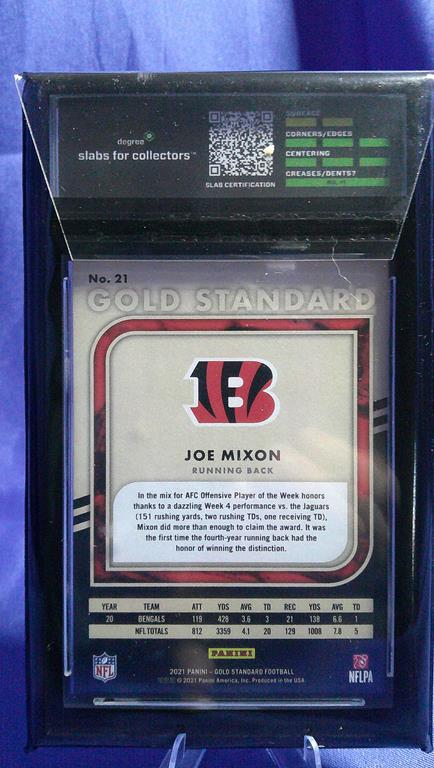 degree
slabs for collectors™
SLAB CERTIFICATION
SURFACE
CORNERS/EDGES
CENTERING
CREASES/DENTS?
No. 21
GOLD STANDARD
B
JOE MIXON
RUNNING BACK
In the mix for AFC Offensive Player of the Week honors
thanks to a dazzling Week 4 performance vs. the Jaguars
(151 rushing yards, two rushing TDs, one receiving TD),
Mixon did more than enough to claim the award. It was
the first time the fourth-year running back had the
honor of winning the distinction.
YEAR TEAM ATT YDS AVG TD REC YDS AVG TD
20 BENGALS 119 428 3.6 3 21 138 6.6 1
NFL TOTALS 812 3359 4.1 20 129 1008 7.8 5
PANINI
2021 PANINI - GOLD STANDARD FOOTBALL
© 2021 Panini America, Inc. Produced in the USA.
NFL
NFLPA